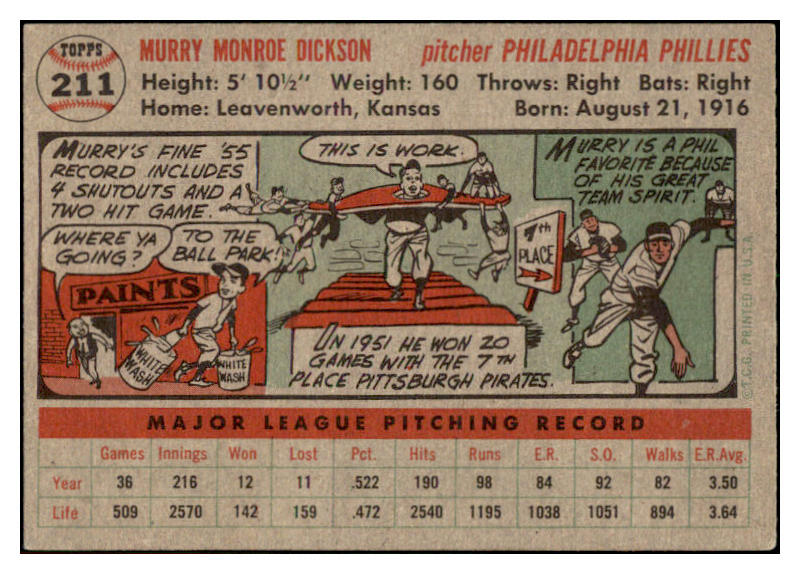 TOPPS
211
MURRY MONROE DICKSON pitcher PHILADELPHIA PHILLIES
Height: 5' 10½" Weight: 160 Throws: Right Bats: Right
Home: Leavenworth, Kansas Born: August 21, 1916
MURRY'S FINE '55
RECORD INCLUDES
4 SHUTOUTS AND A
TWO HIT GAME.
WHERE YA
GOING?
TO THE
BALL PARK!
PAINTS
WHITE
WASH
WHITE
WASH
THIS IS WORK.
7TH
PLACE
IN 1951 HE WON 20
GAMES WITH THE 7TH
PLACE PITTSBURGH PIRATES.
MURRY IS A PHIL
FAVORITE BECAUSE
OF HIS GREAT
TEAM SPIRIT.
© T.C.G. PRINTED IN U.S.A.
MAJOR LEAGUE PITCHING RECORD
Games Innings Won Lost Pct. Hits Runs E.R. S.O. Walks E.R.Avg.
Year 36 216 12 11 .522 190 98 84 92 82 3.50
Life 509 2570 142 159 .472 2540 1195 1038 1051 894 3.64